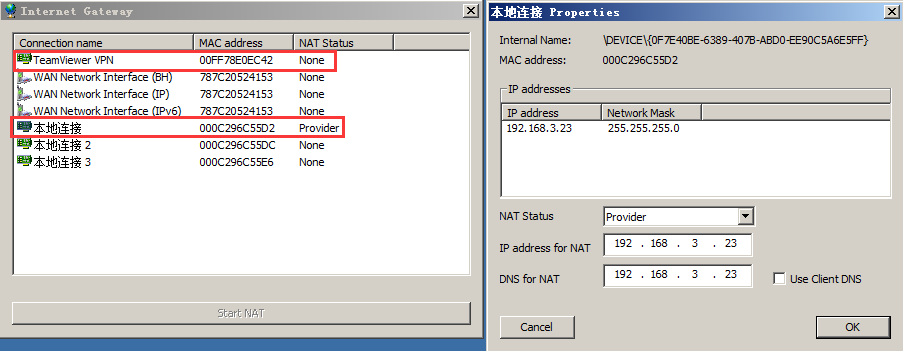 Internet Gateway
Connection name MAC address NAT Status
TeamViewer VPN 00FF78E0EC42 None
WAN Network Interface (BH) 787C20524153 None
WAN Network Interface (IP) 787C20524153 None
WAN Network Interface (IPv6) 787C20524153 None
本地连接 000C296C55D2 Provider
本地连接 2 000C296C55DC None
本地连接 3 000C296C55E6 None
Start NAT
本地连接 Properties
Internal Name: \DEVICE\{0F7E40BE-6389-407B-ABD0-EE90C5A6E5FF}
MAC address: 000C296C55D2
IP addresses
IP address Network Mask
192.168.3.23 255.255.255.0
NAT Status Provider
IP address for NAT 192 . 168 . 3 . 23
DNS for NAT 192 . 168 . 3 . 23 Use Client DNS
Cancel OK